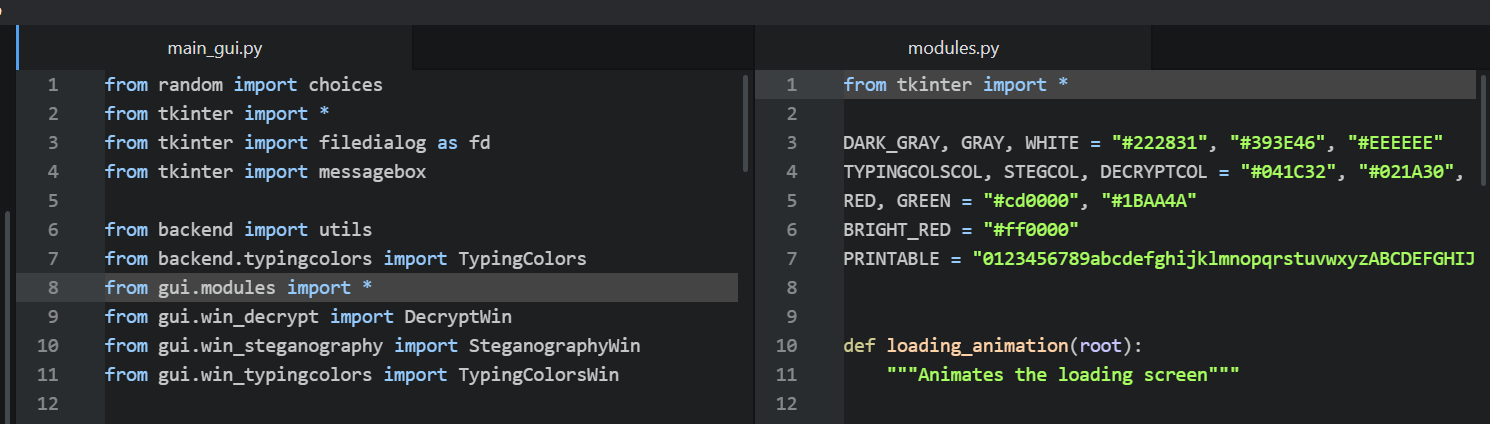 main_gui.py
1 from random import choices
2 from tkinter import *
3 from tkinter import filedialog as fd
4 from tkinter import messagebox
5
6 from backend import utils
7 from backend.typingcolors import TypingColors
8 from gui.modules import *
9 from gui.win_decrypt import DecryptWin
10 from gui.win_steganography import SteganographyWin
11 from gui.win_typingcolors import TypingColorsWin
12
modules.py
1 from tkinter import *
2
3 DARK_GRAY, GRAY, WHITE = "#222831", "#393E46", "#EEEEEE"
4 TYPINGCOLSCOL, STEGCOL, DECRYPTCOL = "#041C32", "#021A30",
5 RED, GREEN = "#cd0000", "#1BAA4A"
6 BRIGHT_RED = "#ff0000"
7 PRINTABLE = "0123456789abcdefghijklmnopqrstuvwxyzABCDEFGHIJ
8
9
10 def loading_animation(root):
11     """Animates the loading screen"""
12